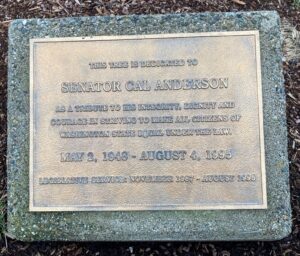 THIS TREE IS DEDICATED TO
SENATOR CAL ANDERSON
AS A TRIBUTE TO HIS INTEGRITY, DIGNITY AND
COURAGE IN STRIVING TO MAKE ALL CITIZENS OF
WASHINGTON STATE EQUAL UNDER THE LAW.
MAY 2, 1948 - AUGUST 4, 1995
LEGISLATIVE SERVICE: NOVEMBER 1987 - AUGUST 1995